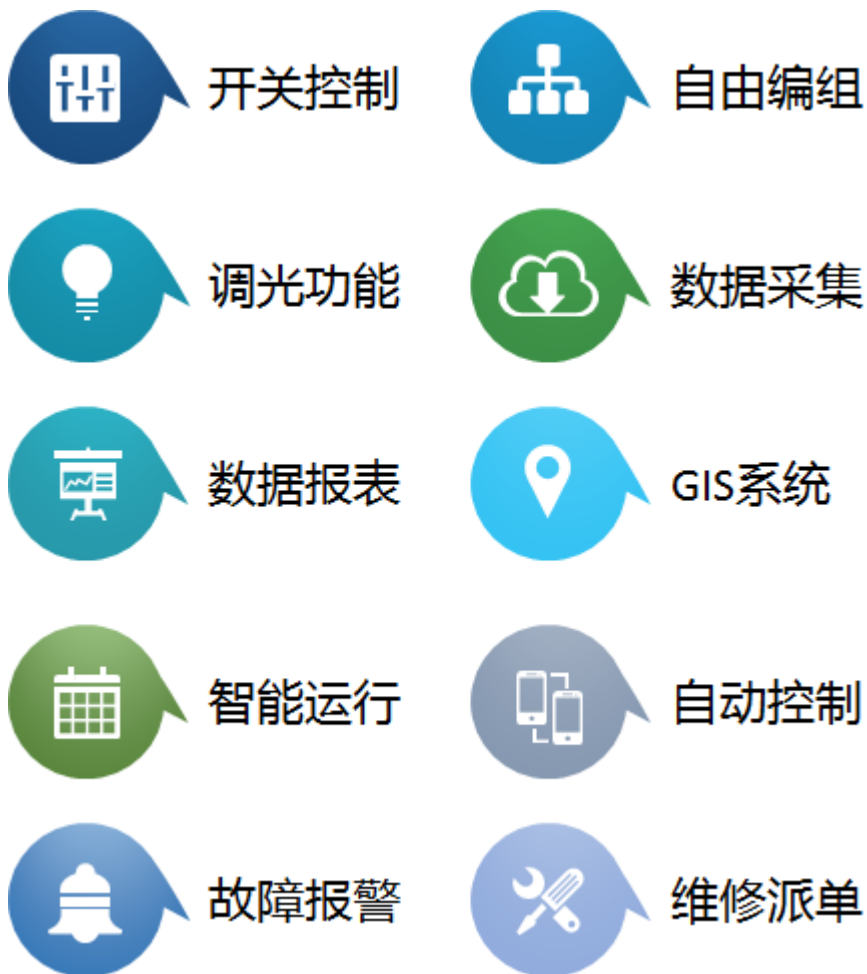 开关控制
自由编组
调光功能
数据采集
数据报表
GIS系统
智能运行
自动控制
故障报警
维修派单